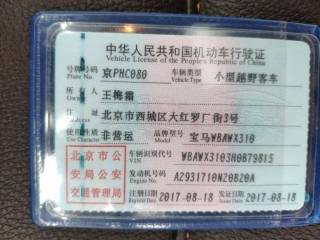 中华人民共和国机动车行驶证
Vehicle License of the People's Republic of China
号牌号码 京PHC080 车辆类型 小型越野客车
Plate No. Vehicle Type
所有人 王梅霜
Owner
住址 北京市西城区大红罗厂街3号
Address
使用性质 非营运 品牌型号 宝马WBAWX310
Use Character Model
北京市公安局公安交通管理局
车辆识别代号 WBAWX3103H0B79815
VIN
发动机号码 A2931710N20B20A
Engine No.
注册日期 2017-08-18 发证日期 2017-08-18
Register Date Issue Date